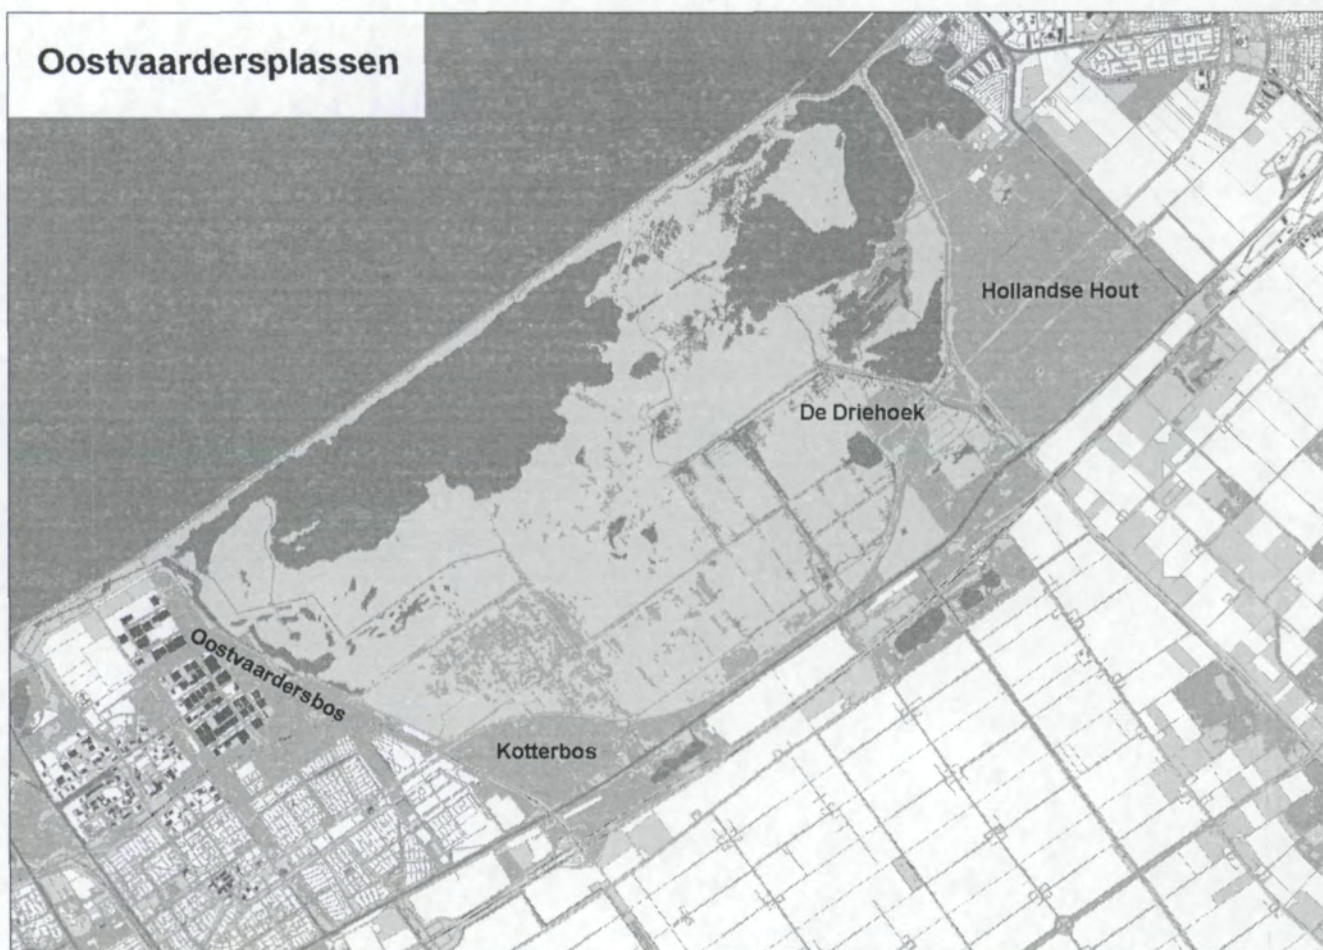 Oostvaardersplassen
Hollandse Hout
De Driehoek
Oostvaardersbos
Kotterbos